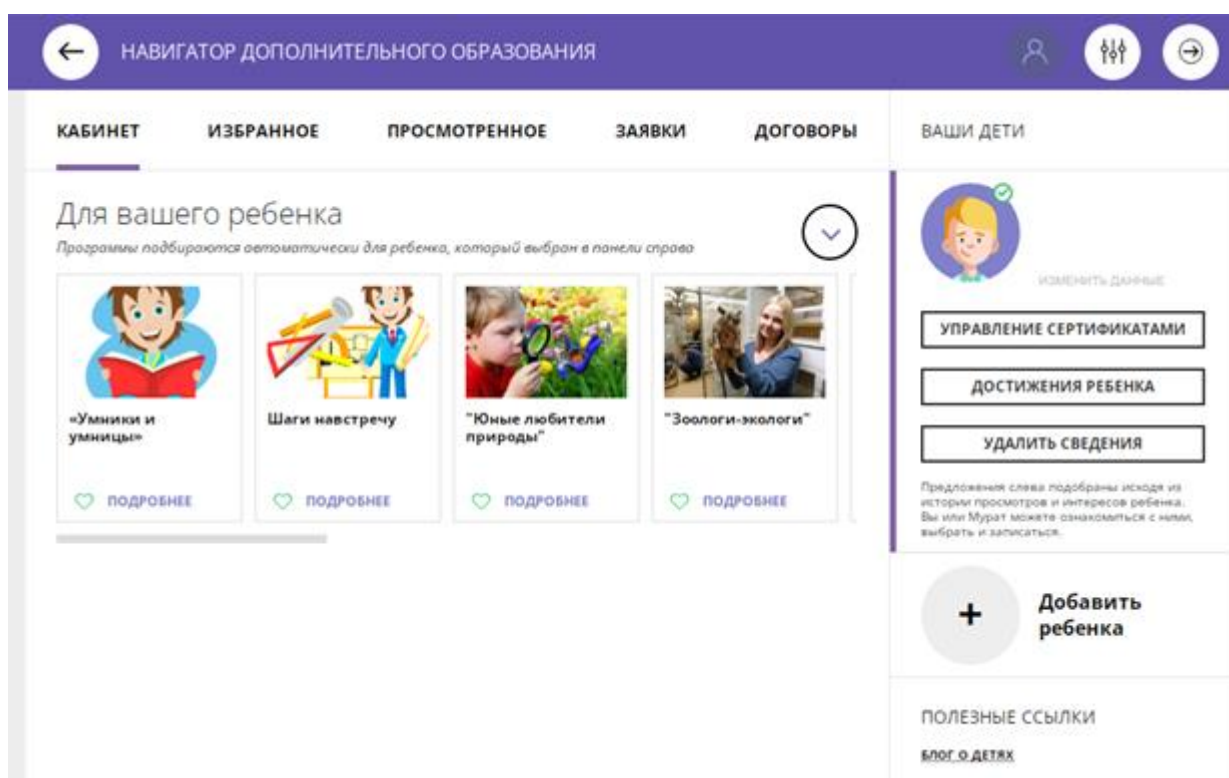 НАВИГАТОР ДОПОЛНИТЕЛЬНОГО ОБРАЗОВАНИЯ
КАБИНЕТ ИЗБРАННОЕ ПРОСМОТРЕННОЕ ЗАЯВКИ ДОГОВОРЫ
Для вашего ребенка
Программы подбираются автоматически для ребенка, который выбран в панели справа
«Умники и
умницы»
ПОДРОБНЕЕ
Шаги навстречу
ПОДРОБНЕЕ
"Юные любители
природы"
ПОДРОБНЕЕ
"Зоологи-экологи"
ПОДРОБНЕЕ
ВАШИ ДЕТИ
ИЗМЕНИТЬ ДАННЫЕ
УПРАВЛЕНИЕ СЕРТИФИКАТАМИ
ДОСТИЖЕНИЯ РЕБЕНКА
УДАЛИТЬ СВЕДЕНИЯ
Предложения слева подобраны исходя из
истории просмотров и интересов ребенка.
Вы или Мурат можете ознакомиться с ними,
выбрать и записаться.
Добавить
ребенка
ПОЛЕЗНЫЕ ССЫЛКИ
БЛОГ О ДЕТЯХ